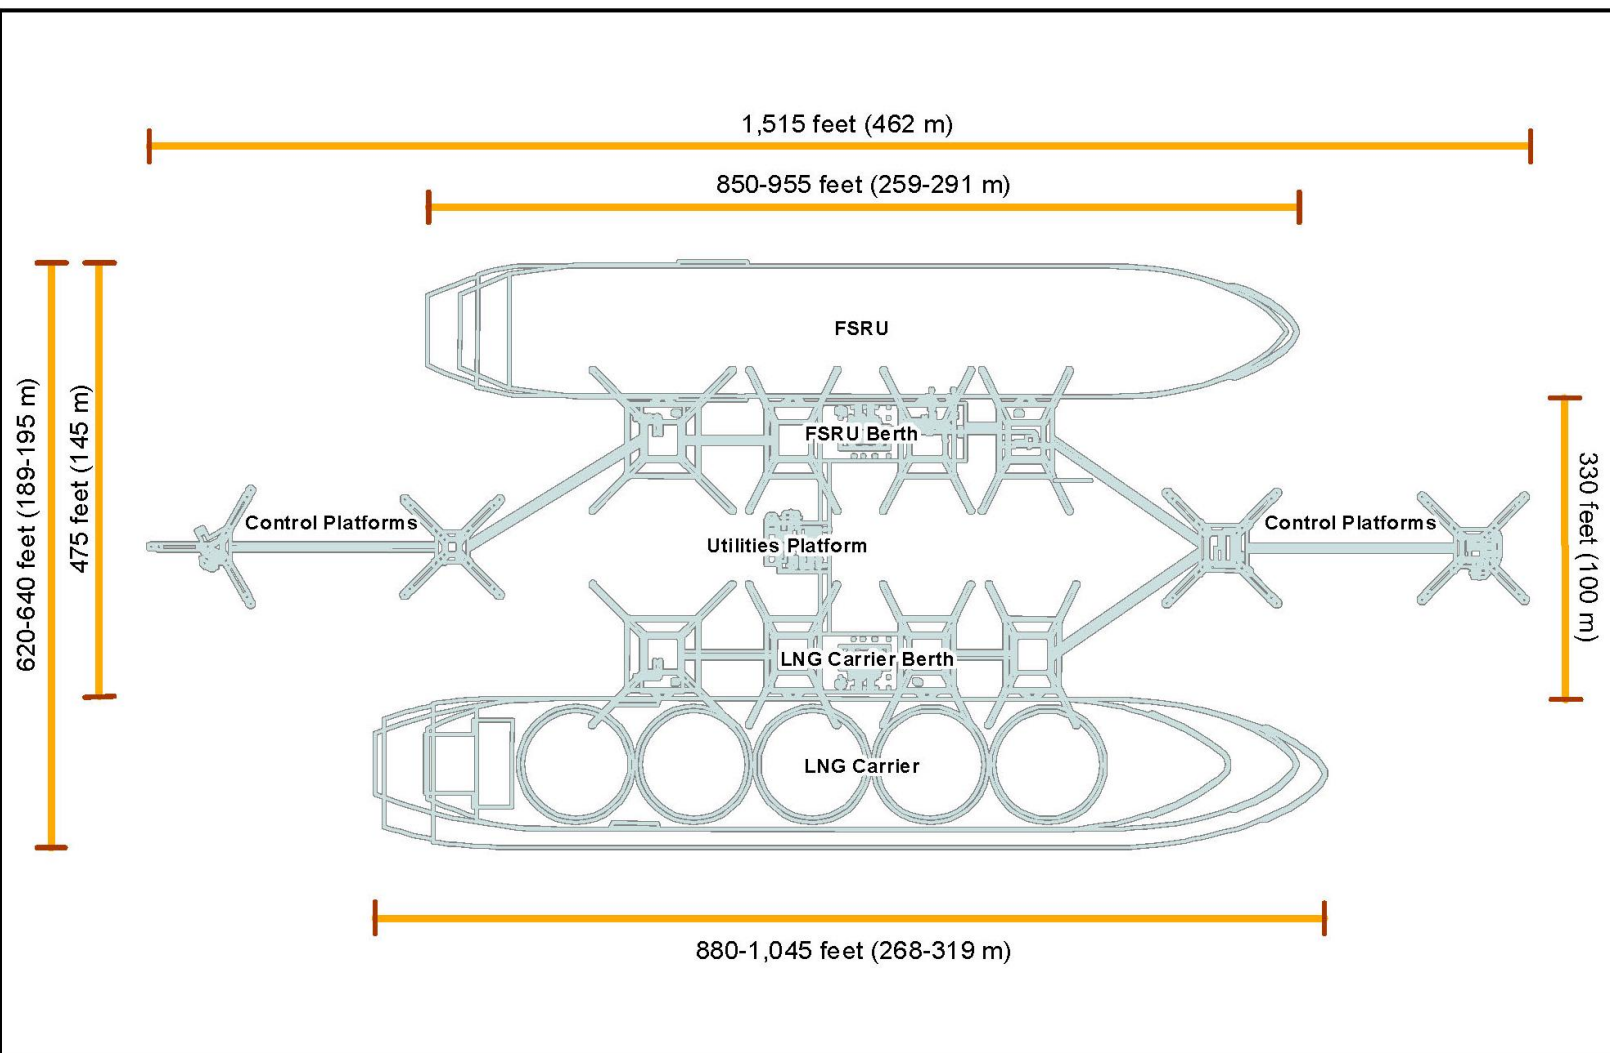 1,515 feet (462 m)
850-955 feet (259-291 m)
FSRU
FSRU Berth
620-640 feet (189-195 m)
475 feet (145 m)
Control Platforms
Control Platforms
330 feet (100 m)
Utilities Platform
LNG Carrier Berth
LNG Carrier
880-1,045 feet (268-319 m)